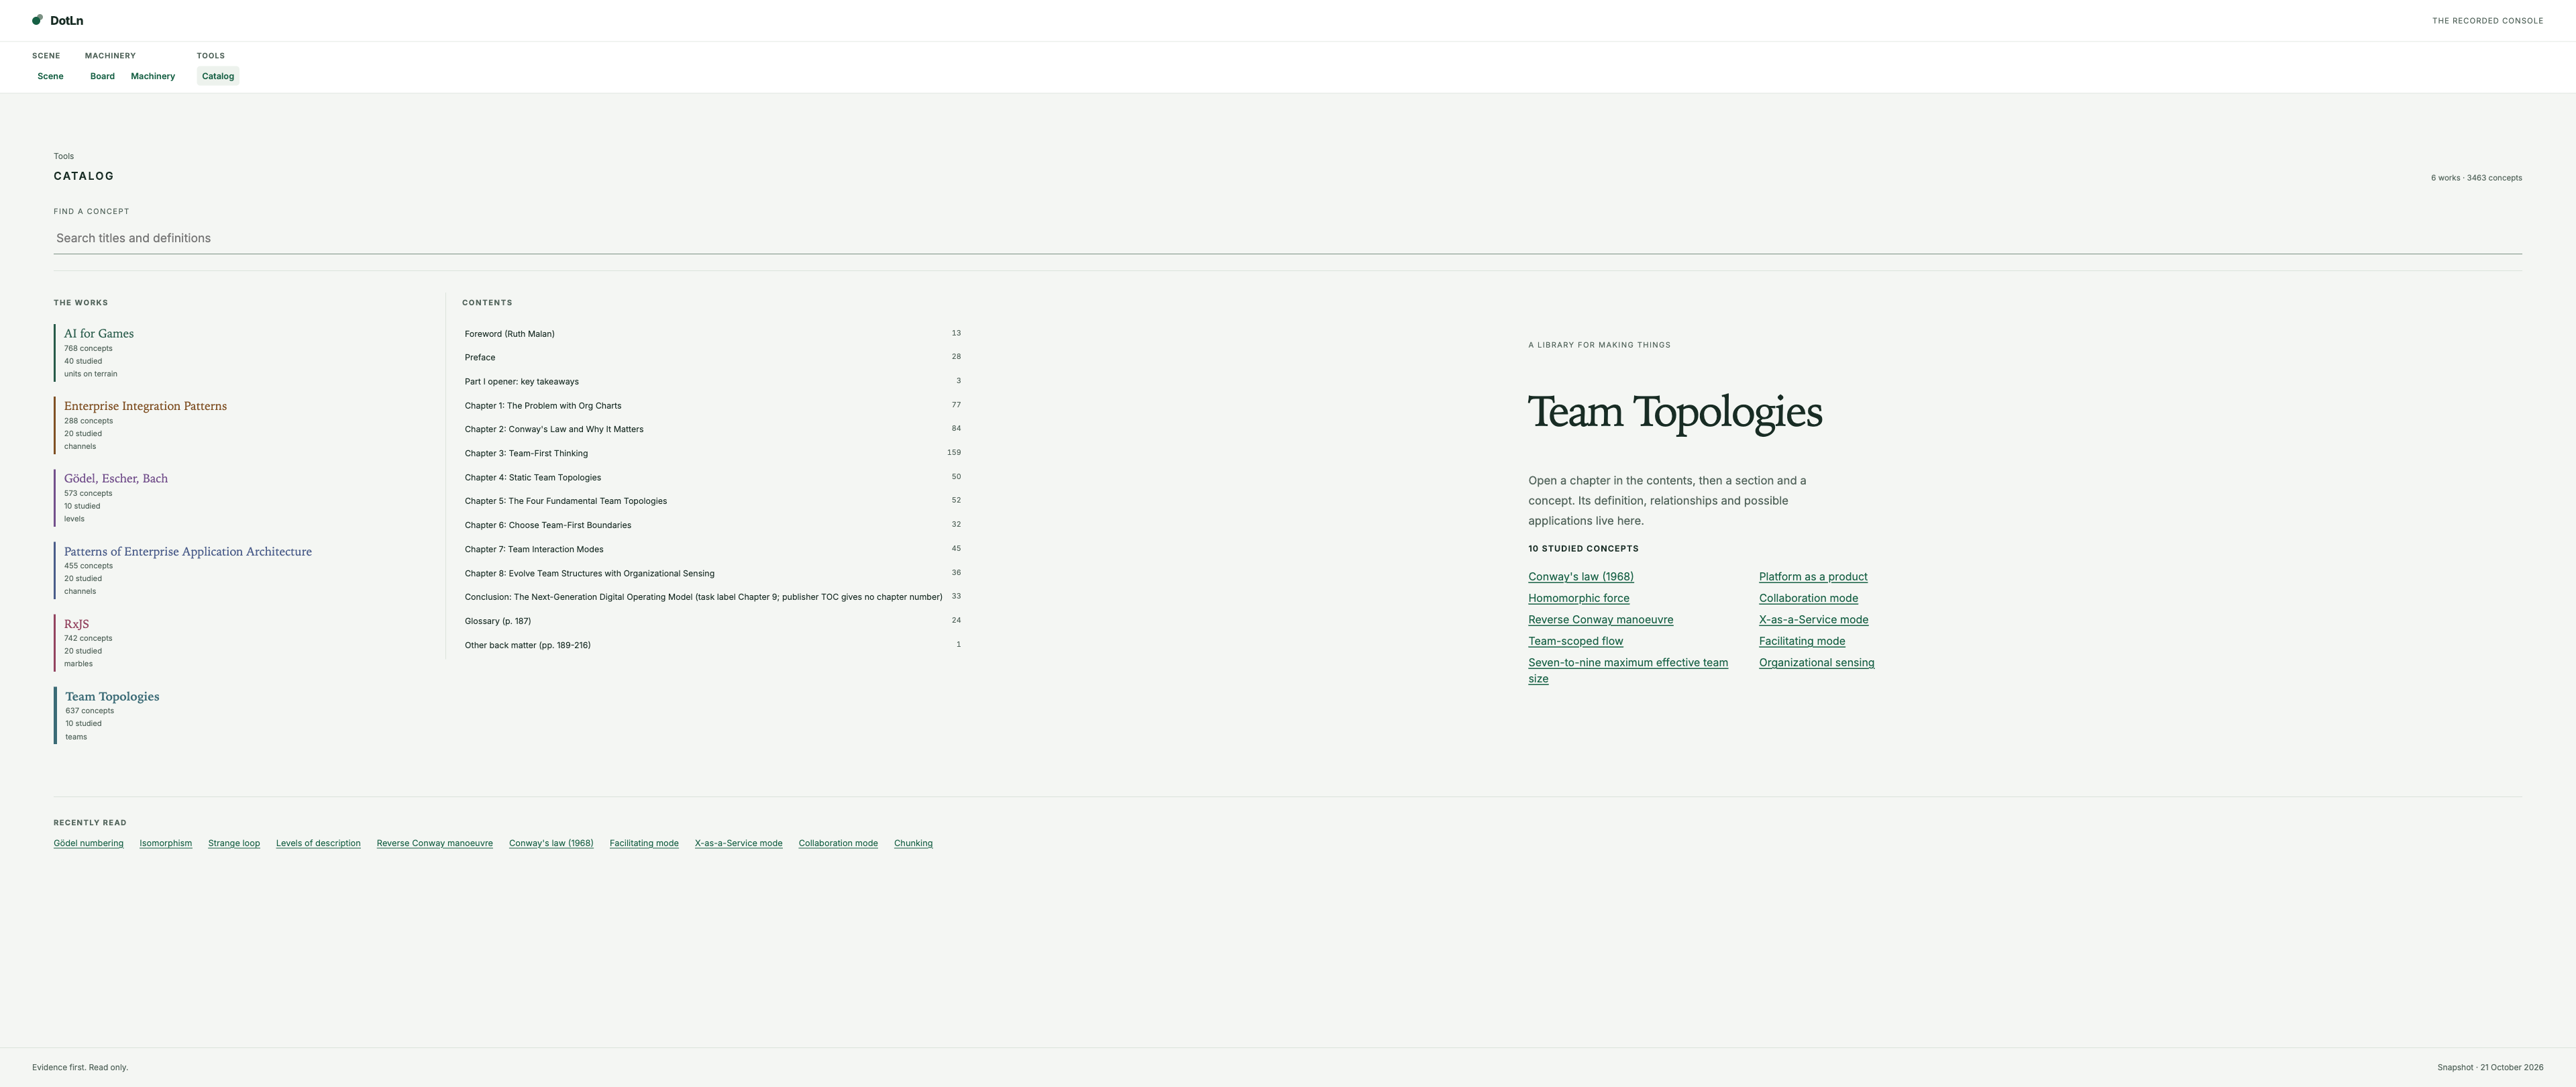 DotLn
THE RECORDED CONSOLE
SCENE
MACHINERY
TOOLS
Scene
Board
Machinery
Catalog
Tools
CATALOG
6 works · 3463 concepts
FIND A CONCEPT
Search titles and definitions
THE WORKS
AI for Games
768 concepts
40 studied
units on terrain
Enterprise Integration Patterns
288 concepts
20 studied
channels
Gödel, Escher, Bach
573 concepts
10 studied
levels
Patterns of Enterprise Application Architecture
455 concepts
20 studied
channels
RxJS
742 concepts
20 studied
marbles
Team Topologies
637 concepts
10 studied
teams
CONTENTS
Foreword (Ruth Malan) 13
Preface 28
Part I opener: key takeaways 3
Chapter 1: The Problem with Org Charts 77
Chapter 2: Conway's Law and Why It Matters 84
Chapter 3: Team-First Thinking 159
Chapter 4: Static Team Topologies 50
Chapter 5: The Four Fundamental Team Topologies 52
Chapter 6: Choose Team-First Boundaries 32
Chapter 7: Team Interaction Modes 45
Chapter 8: Evolve Team Structures with Organizational Sensing 36
Conclusion: The Next-Generation Digital Operating Model (task label Chapter 9; publisher TOC gives no chapter number) 33
Glossary (p. 187) 24
Other back matter (pp. 189-216) 1
A LIBRARY FOR MAKING THINGS
Team Topologies
Open a chapter in the contents, then a section and a
concept. Its definition, relationships and possible
applications live here.
10 STUDIED CONCEPTS
Conway's law (1968)
Homomorphic force
Reverse Conway manoeuvre
Team-scoped flow
Seven-to-nine maximum effective team
size
Platform as a product
Collaboration mode
X-as-a-Service mode
Facilitating mode
Organizational sensing
RECENTLY READ
Gödel numbering
Isomorphism
Strange loop
Levels of description
Reverse Conway manoeuvre
Conway's law (1968)
Facilitating mode
X-as-a-Service mode
Collaboration mode
Chunking
Evidence first. Read only.
Snapshot · 21 October 2026